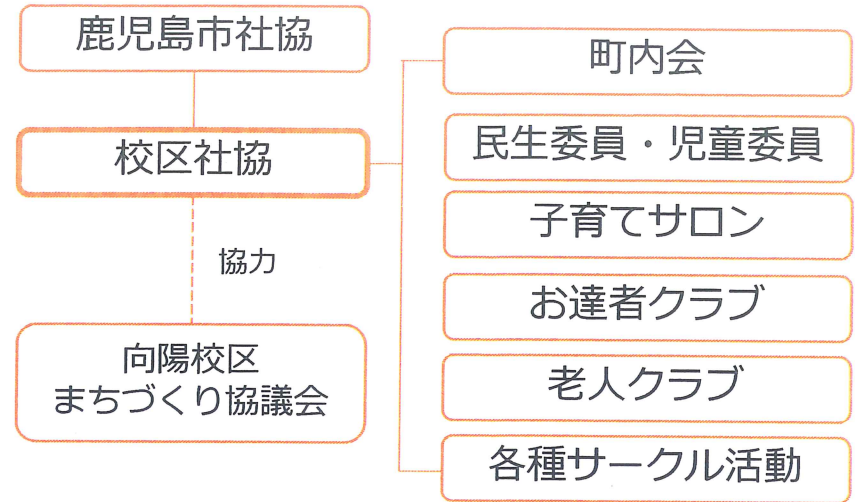 鹿児島市社協
校区社協
協力
向陽校区
まちづくり協議会
町内会
民生委員・児童委員
子育てサロン
お達者クラブ
老人クラブ
各種サークル活動